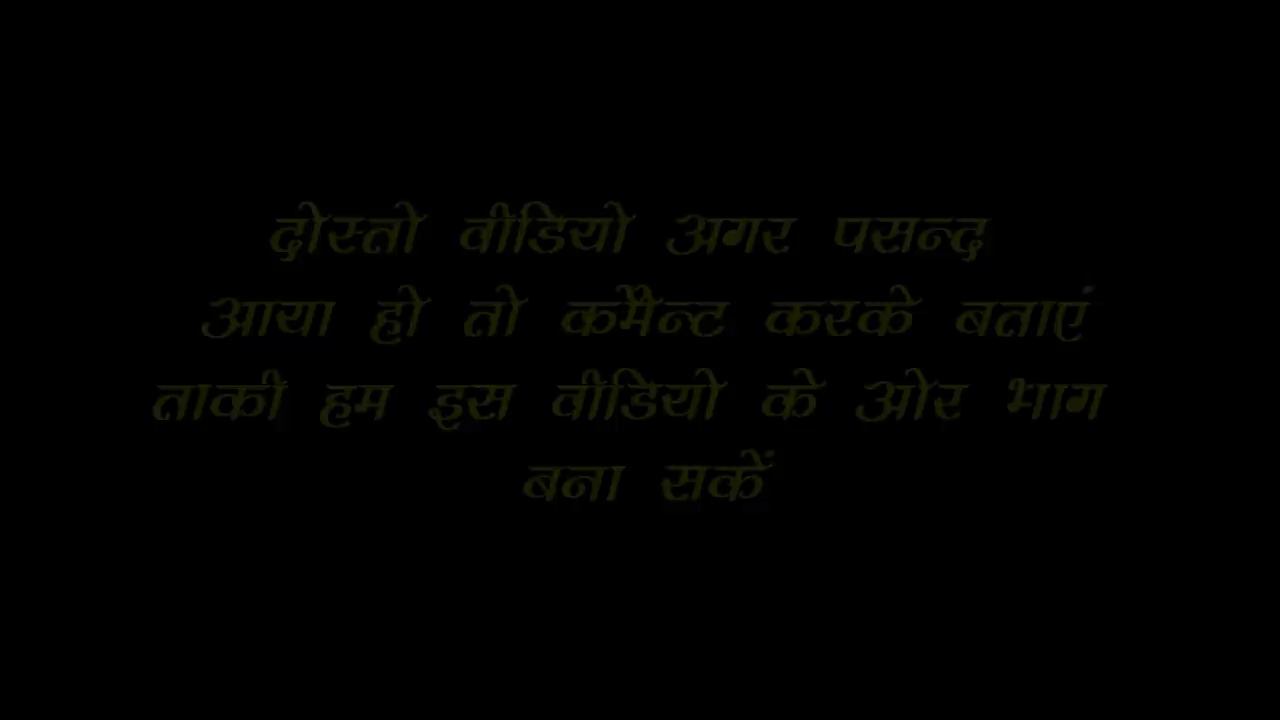 दोस्तो वीडियो अगर पसन्द
आया हो तो कमैन्ट करके बताएं
ताकी हम इस वीडियो के ओर भाग
बना सकें